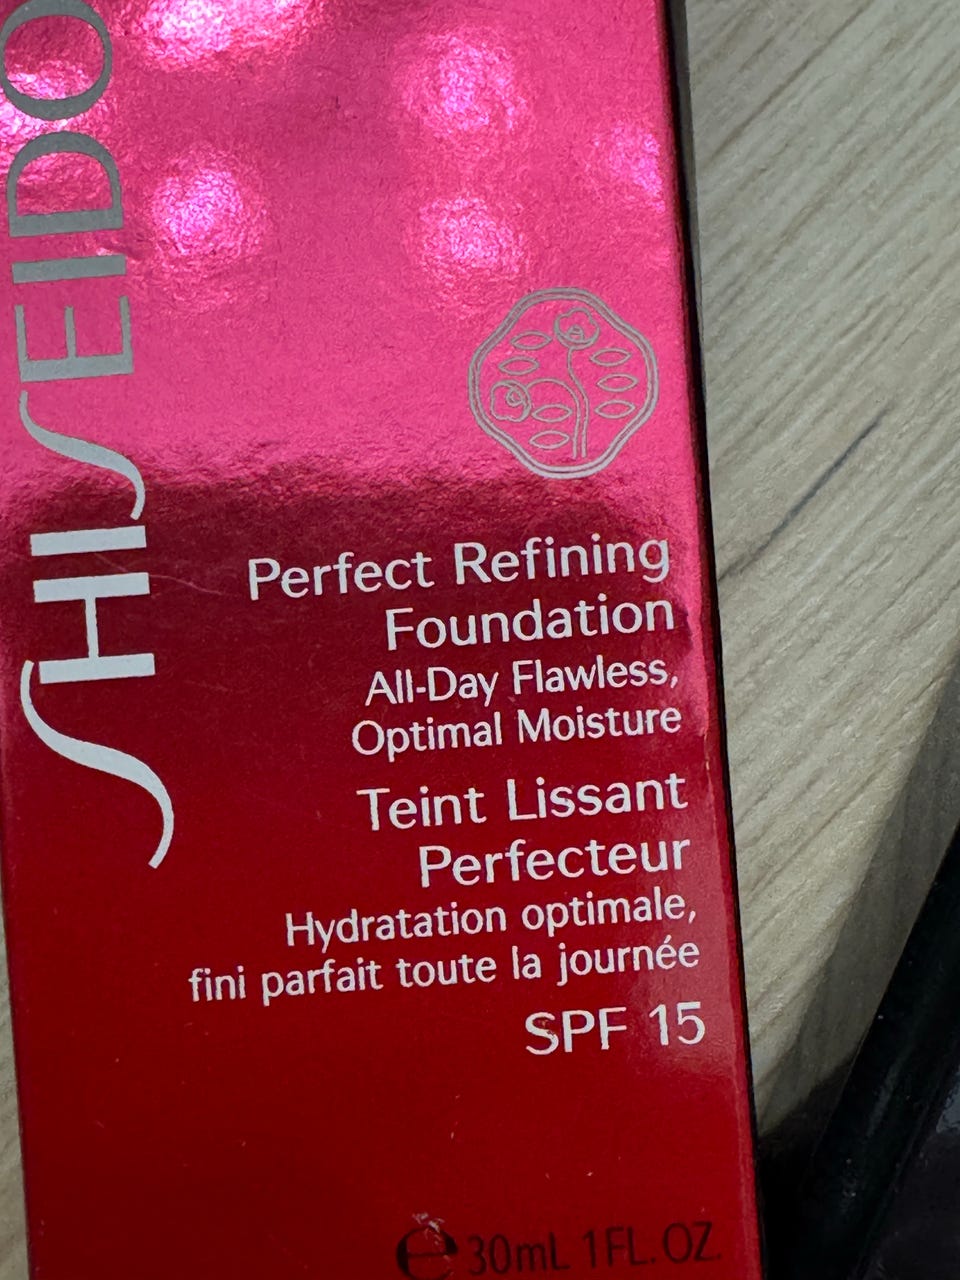 SHISEIDO
Perfect Refining
Foundation
All-Day Flawless,
Optimal Moisture
Teint Lissant
Perfecteur
Hydratation optimale,
fini parfait toute la journée
SPF 15
℮ 30mL 1FL.OZ.